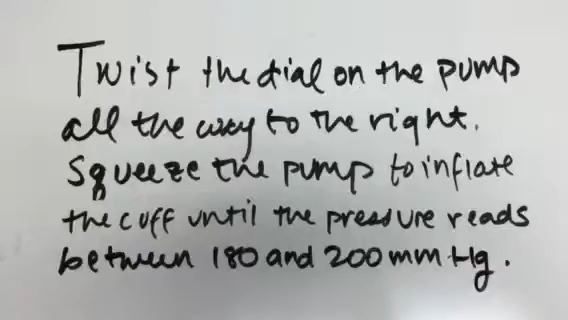 Twist the dial on the pump
all the way to the right.
Squeeze the pump to inflate
the cuff until the pressure reads
between 180 and 200 mm Hg.